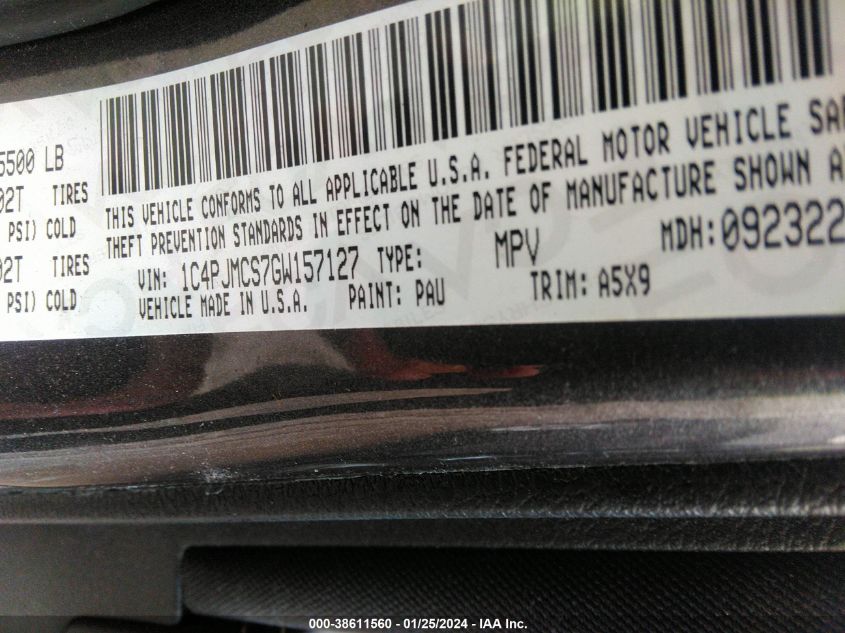 5500 LB
02T TIRES
PSI) COLD
02T TIRES
PSI) COLD
THIS VEHICLE CONFORMS TO ALL APPLICABLE U.S.A. FEDERAL MOTOR VEHICLE
THEFT PREVENTION STANDARDS IN EFFECT ON THE DATE OF MANUFACTURE SHOWN
VIN: 1C4PJMCS7GW157127 TYPE: MPV MDH:092322
VEHICLE MADE IN U.S.A. PAINT: PAU TRIM: A5X9
000-38611560 - 01/25/2024 - IAA Inc.